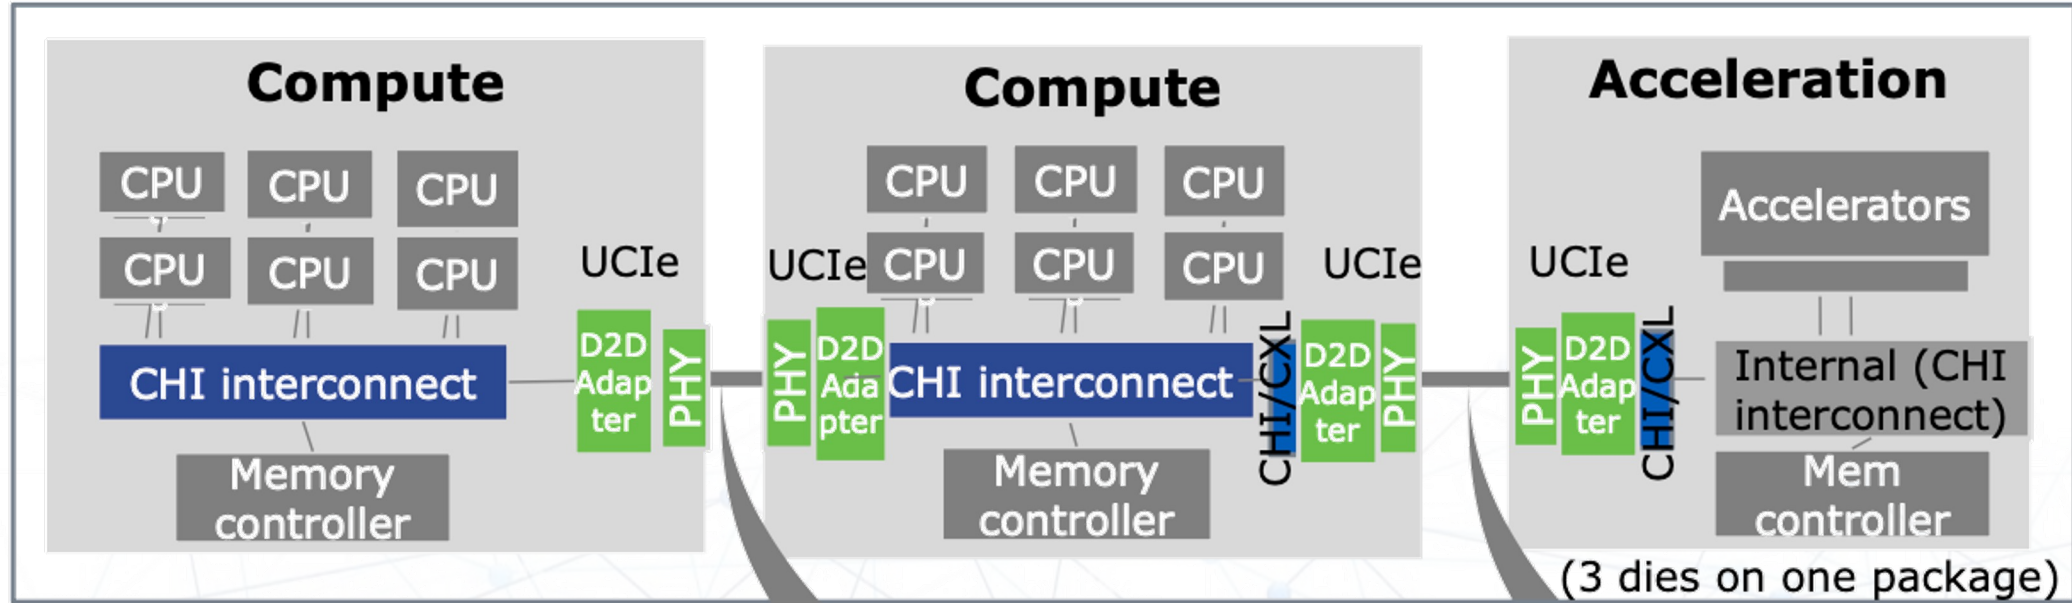 Compute
CPU CPU CPU
CPU CPU CPU
UCIe
CHI interconnect
D2D
Adap
ter
PHY
Memory
controller
Compute
CPU CPU CPU
UCIe
CPU CPU CPU
UCIe
PHY
D2D
Ada
pter
CHI interconnect
CHI/CXL
D2D
Adap
ter
PHY
Memory
controller
Acceleration
Accelerators
UCIe
PHY
D2D
Adap
ter
CHI/CXL
Internal (CHI
interconnect)
Mem
controller
(3 dies on one package)